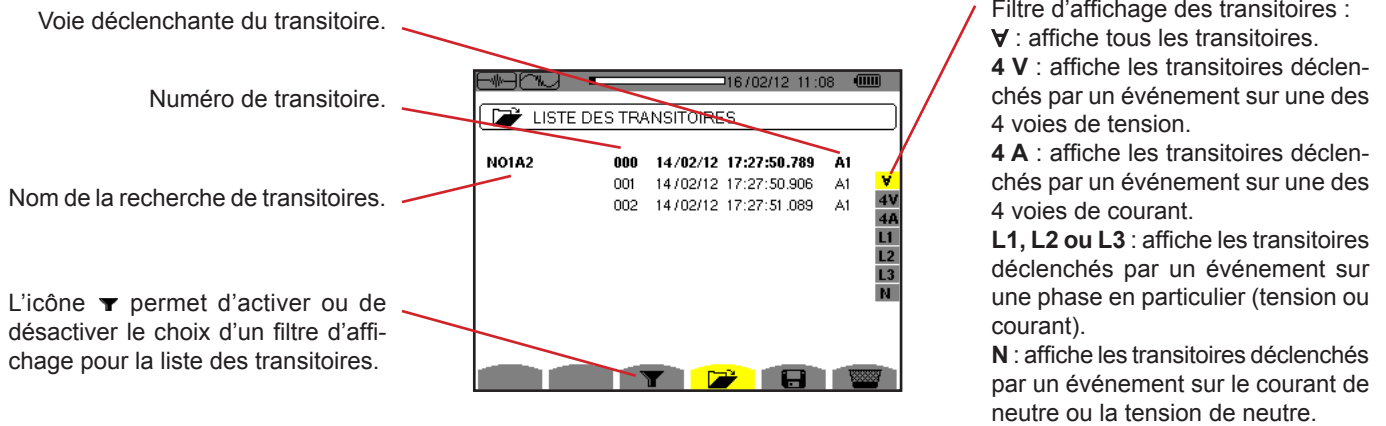 Voie déclenchante du transitoire.
Numéro de transitoire.
Nom de la recherche de transitoires.
L'icône permet d'activer ou de
désactiver le choix d'un filtre d'affi-
chage pour la liste des transitoires.
16/02/12 11:08
LISTE DES TRANSITOIRES
NO1A2 000 14/02/12 17:27:50.789 A1
001 14/02/12 17:27:50.906 A1
002 14/02/12 17:27:51.089 A1
∀
4V
4A
L1
L2
L3
N
Filtre d'affichage des transitoires :
∀ : affiche tous les transitoires.
4 V : affiche les transitoires déclen-
chés par un événement sur une des
4 voies de tension.
4 A : affiche les transitoires déclen-
chés par un événement sur une des
4 voies de courant.
L1, L2 ou L3 : affiche les transitoires
déclenchés par un événement sur
une phase en particulier (tension ou
courant).
N : affiche les transitoires déclenchés
par un événement sur le courant de
neutre ou la tension de neutre.